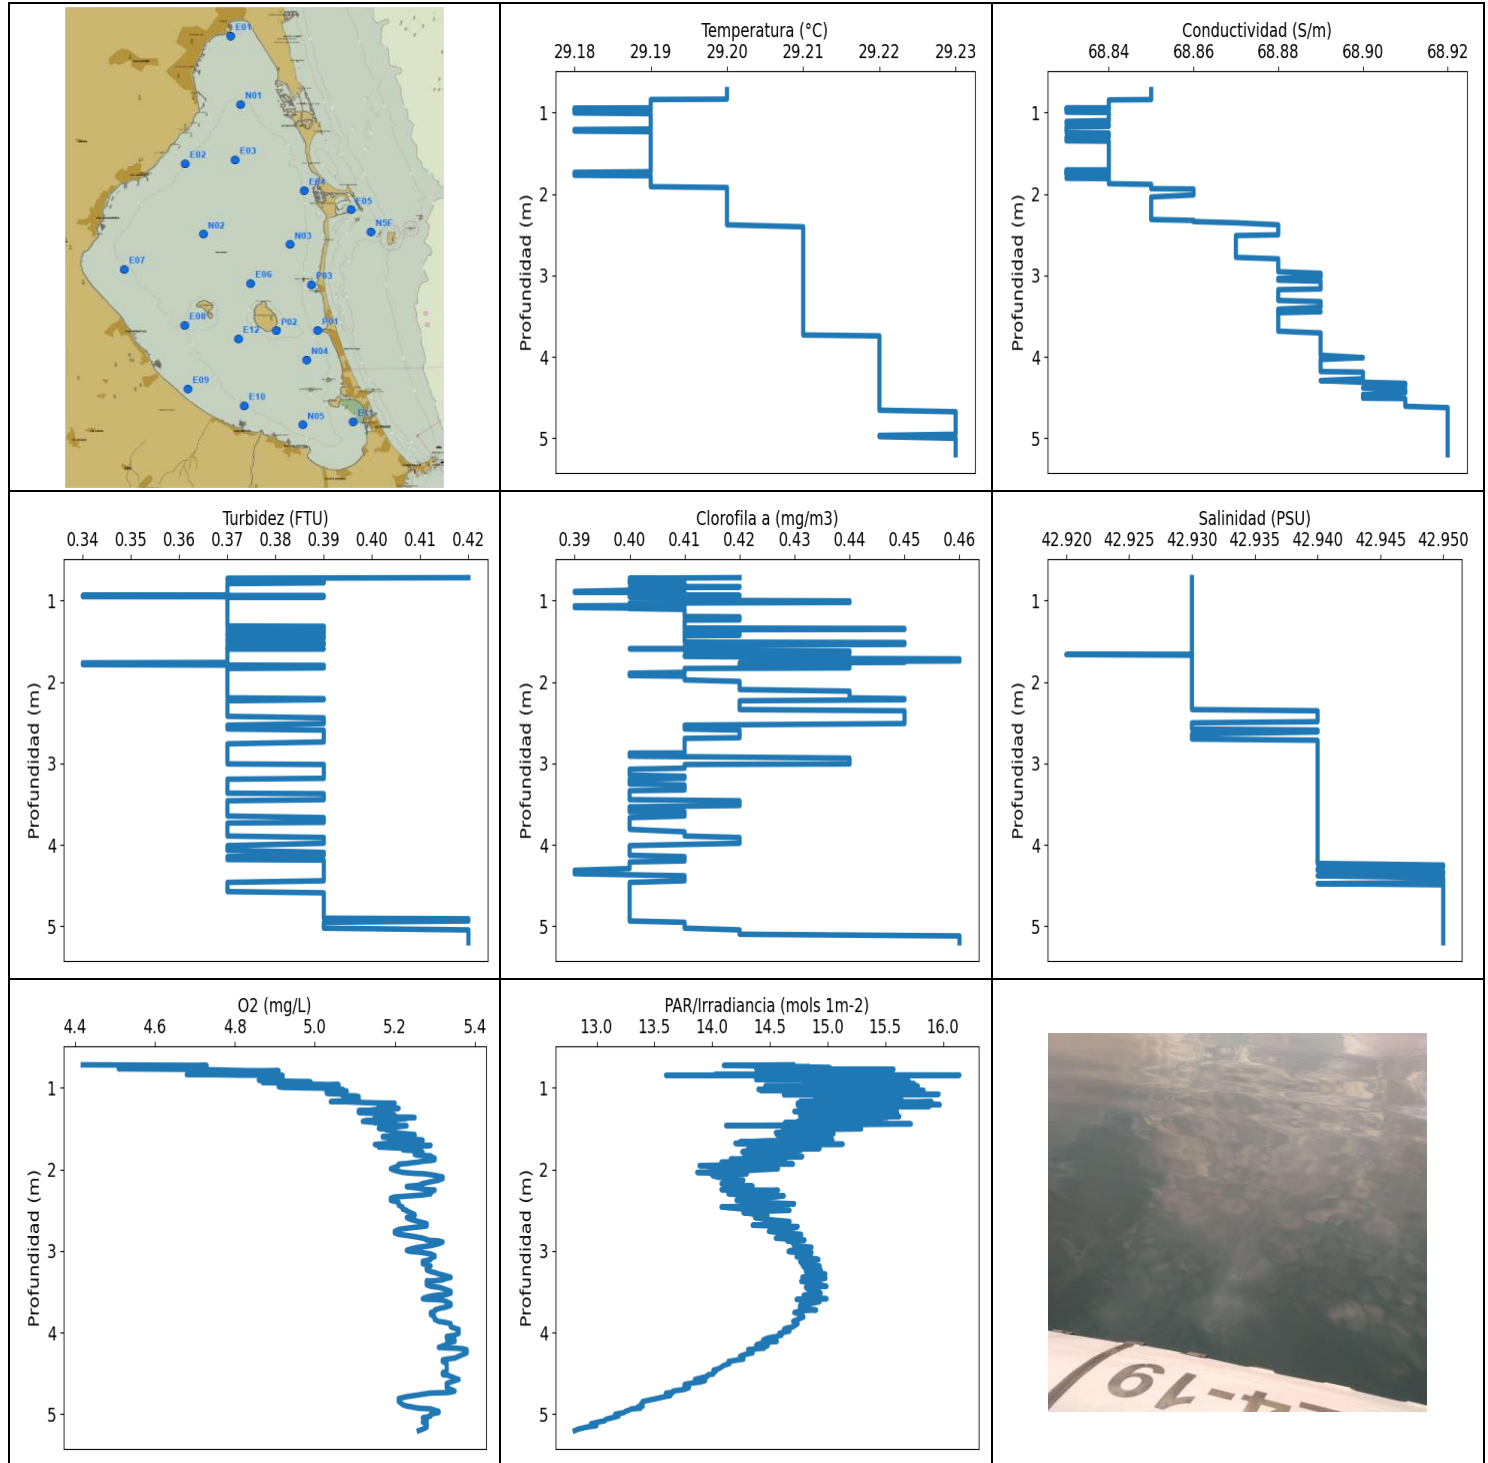 E01
N01
E02
E03
E04
E05
N5F
N02
N03
E07
E06
P03
E08
P02
P01
E12
N04
E09
E10
N05
E11
Temperatura (°C)
29.18 29.19 29.20 29.21 29.22 29.23
Profundidad (m)
1
2
3
4
5
Conductividad (S/m)
68.84 68.86 68.88 68.90 68.92
Profundidad (m)
1
2
3
4
5
Turbidez (FTU)
0.34 0.35 0.36 0.37 0.38 0.39 0.40 0.41 0.42
Profundidad (m)
1
2
3
4
5
Clorofila a (mg/m3)
0.39 0.40 0.41 0.42 0.43 0.44 0.45 0.46
Profundidad (m)
1
2
3
4
5
Salinidad (PSU)
42.920 42.925 42.930 42.935 42.940 42.945 42.950
Profundidad (m)
1
2
3
4
5
O2 (mg/L)
4.4 4.6 4.8 5.0 5.2 5.4
Profundidad (m)
1
2
3
4
5
PAR/Irradiancia (mols 1m-2)
13.0 13.5 14.0 14.5 15.0 15.5 16.0
Profundidad (m)
1
2
3
4
5
4-19